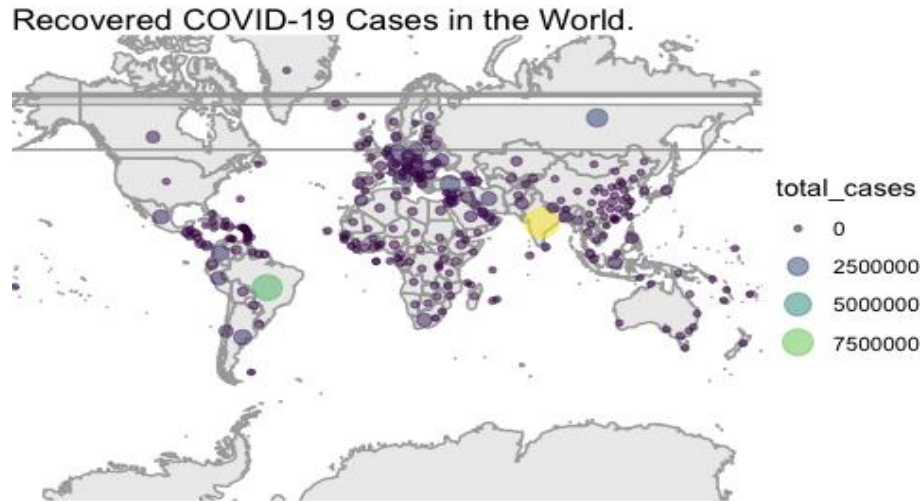 Recovered COVID-19 Cases in the World.
total_cases
0
2500000
5000000
7500000